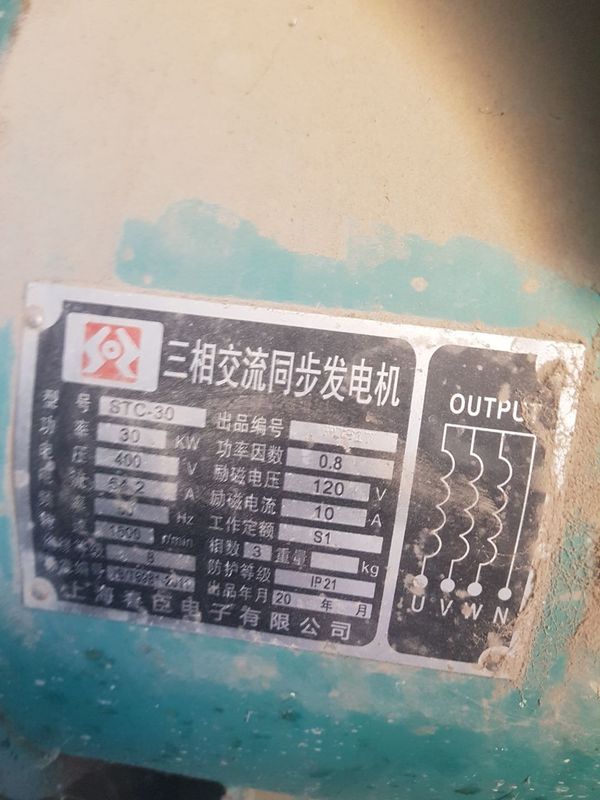 三相交流同步发电机
型号 STC-30 出品编号
功率 30 KW 功率因数 0.8
压 400 V 励磁电压 120 V
流 54.2 A 励磁电流 10 A
Hz 工作定额 S1
1500 r/min 相数 3 重量 kg
B 防护等级 IP21
出品年月 20 年 月
上海 电子有限公司
OUTPUT
U V W N